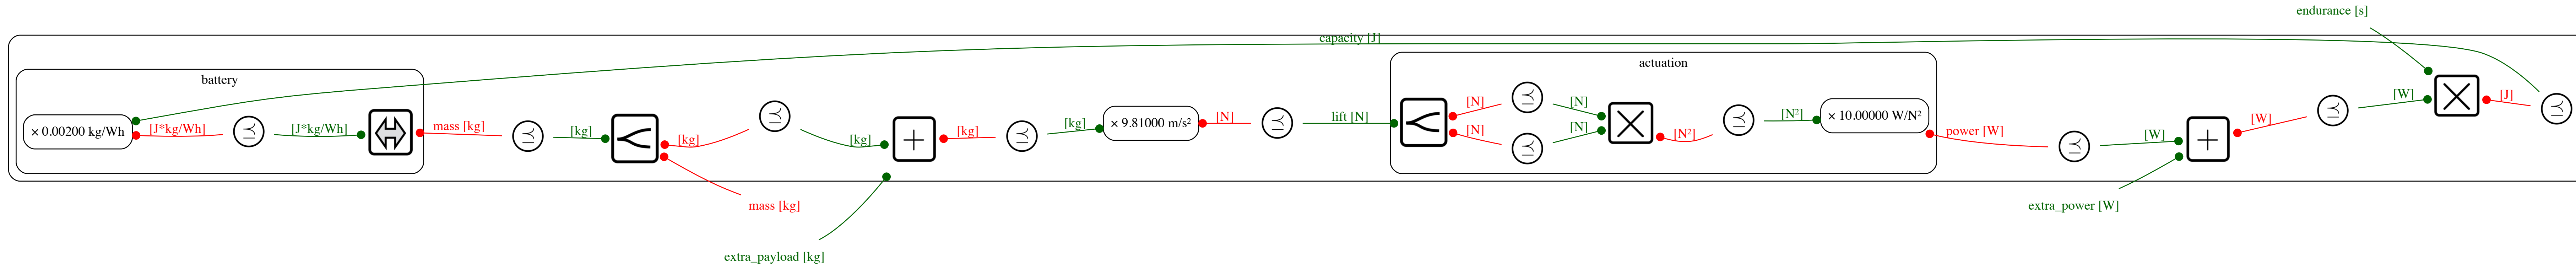 endurance [s]
capacity [J]
battery
× 0.00200 kg/Wh
[J*kg/Wh]
⪯
[J*kg/Wh]
mass [kg]
⪯
[kg]
[kg]
mass [kg]
⪯
[kg]
extra_payload [kg]
+
[kg]
⪯
[kg]
× 9.81000 m/s²
[N]
⪯
lift [N]
actuation
[N]
[N]
⪯
⪯
[N]
[N]
×
[N²]
⪯
[N²]
× 10.00000 W/N²
power [W]
⪯
[W]
extra_power [W]
+
[W]
⪯
[W]
×
[J]
⪯